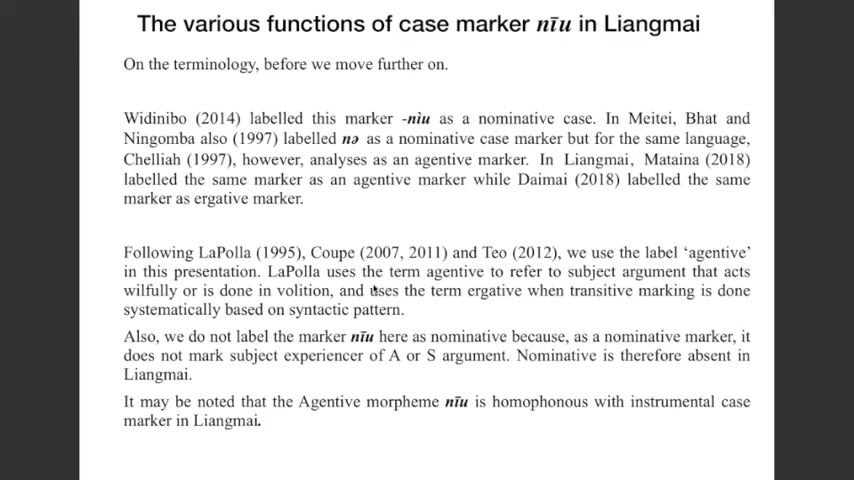 The various functions of case marker nīu in Liangmai
On the terminology, before we move further on.
Widinibo (2014) labelled this marker -nìu as a nominative case. In Meitei, Bhat and
Ningomba also (1997) labelled nə as a nominative case marker but for the same language,
Chelliah (1997), however, analyses as an agentive marker. In Liangmai, Mataina (2018)
labelled the same marker as an agentive marker while Daimai (2018) labelled the same
marker as ergative marker.
Following LaPolla (1995), Coupe (2007, 2011) and Teo (2012), we use the label ‘agentive’
in this presentation. LaPolla uses the term agentive to refer to subject argument that acts
wilfully or is done in volition, and uses the term ergative when transitive marking is done
systematically based on syntactic pattern.
Also, we do not label the marker nīu here as nominative because, as a nominative marker, it
does not mark subject experiencer of A or S argument. Nominative is therefore absent in
Liangmai.
It may be noted that the Agentive morpheme nīu is homophonous with instrumental case
marker in Liangmai.